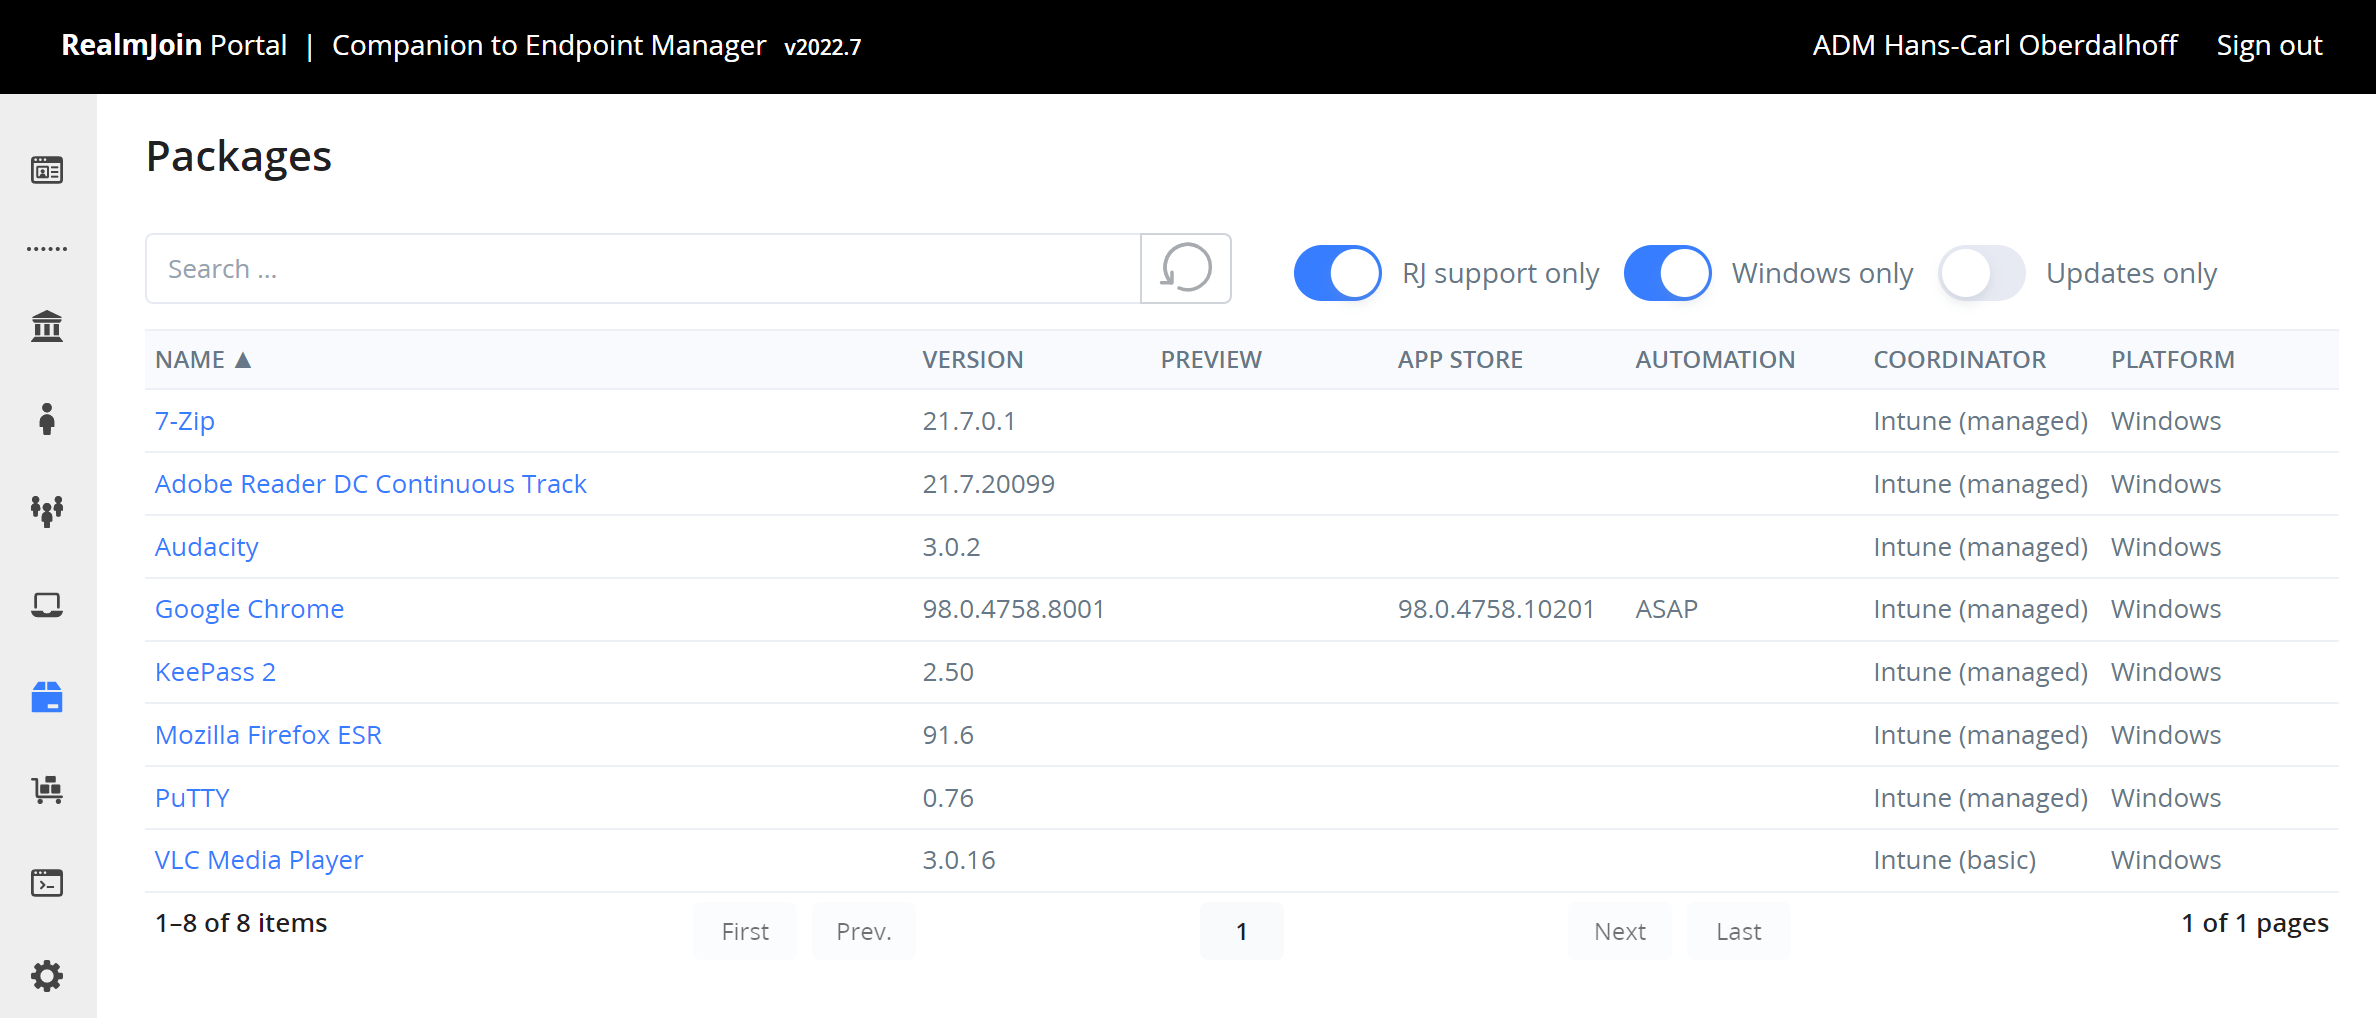 RealmJoin Portal | Companion to Endpoint Manager v2022.7 ADM Hans-Carl Oberdalhoff Sign out
Packages
Search ... RJ support only Windows only Updates only
NAME ▲ VERSION PREVIEW APP STORE AUTOMATION COORDINATOR PLATFORM
7-Zip 21.7.0.1 Intune (managed) Windows
Adobe Reader DC Continuous Track 21.7.20099 Intune (managed) Windows
Audacity 3.0.2 Intune (managed) Windows
Google Chrome 98.0.4758.8001 98.0.4758.10201 ASAP Intune (managed) Windows
KeePass 2 2.50 Intune (managed) Windows
Mozilla Firefox ESR 91.6 Intune (managed) Windows
PuTTY 0.76 Intune (managed) Windows
VLC Media Player 3.0.16 Intune (basic) Windows
1–8 of 8 items First Prev. 1 Next Last 1 of 1 pages